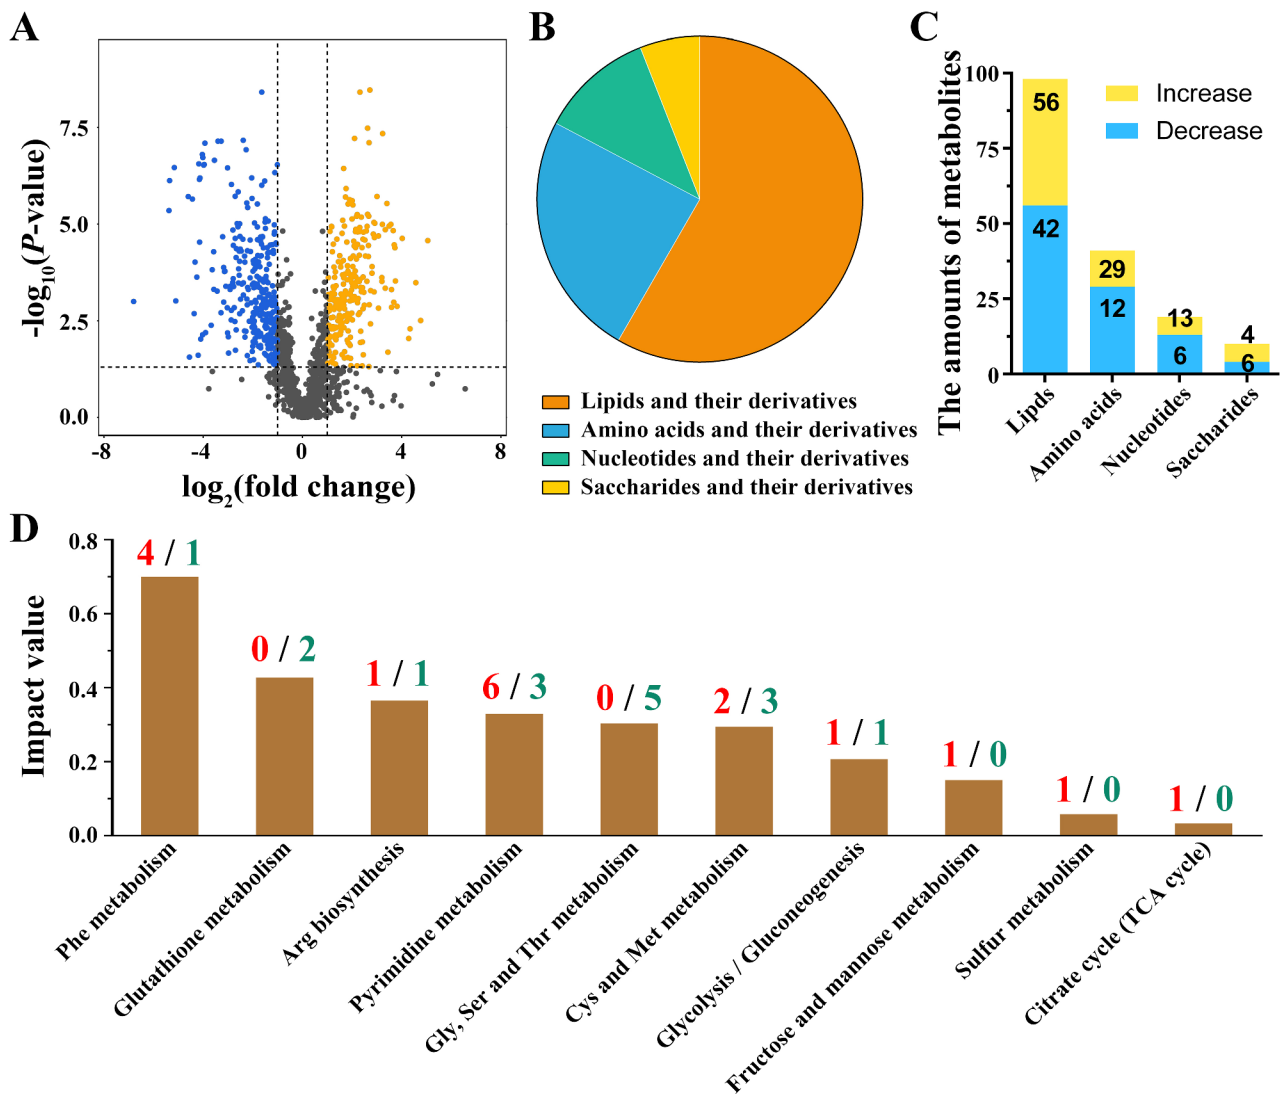 A
-log10(P-value)
7.5
5.0
2.5
0.0
-8
-4
0
4
8
log2(fold change)
B
Lipids and their derivatives
Amino acids and their derivatives
Nucleotides and their derivatives
Saccharides and their derivatives
C
The amounts of metabolites
100
75
50
25
0
Increase
Decrease
56
42
29
12
13
6
4
6
Lipds
Amino acids
Nucleotides
Saccharides
D
Impact value
0.8
0.6
0.4
0.2
0.0
4 / 1
0 / 2
1 / 1
6 / 3
0 / 5
2 / 3
1 / 1
1 / 0
1 / 0
1 / 0
Phe metabolism
Glutathione metabolism
Arg biosynthesis
Pyrimidine metabolism
Gly, Ser and Thr metabolism
Cys and Met metabolism
Glycolysis / Gluconeogenesis
Fructose and mannose metabolism
Sulfur metabolism
Citrate cycle (TCA cycle)